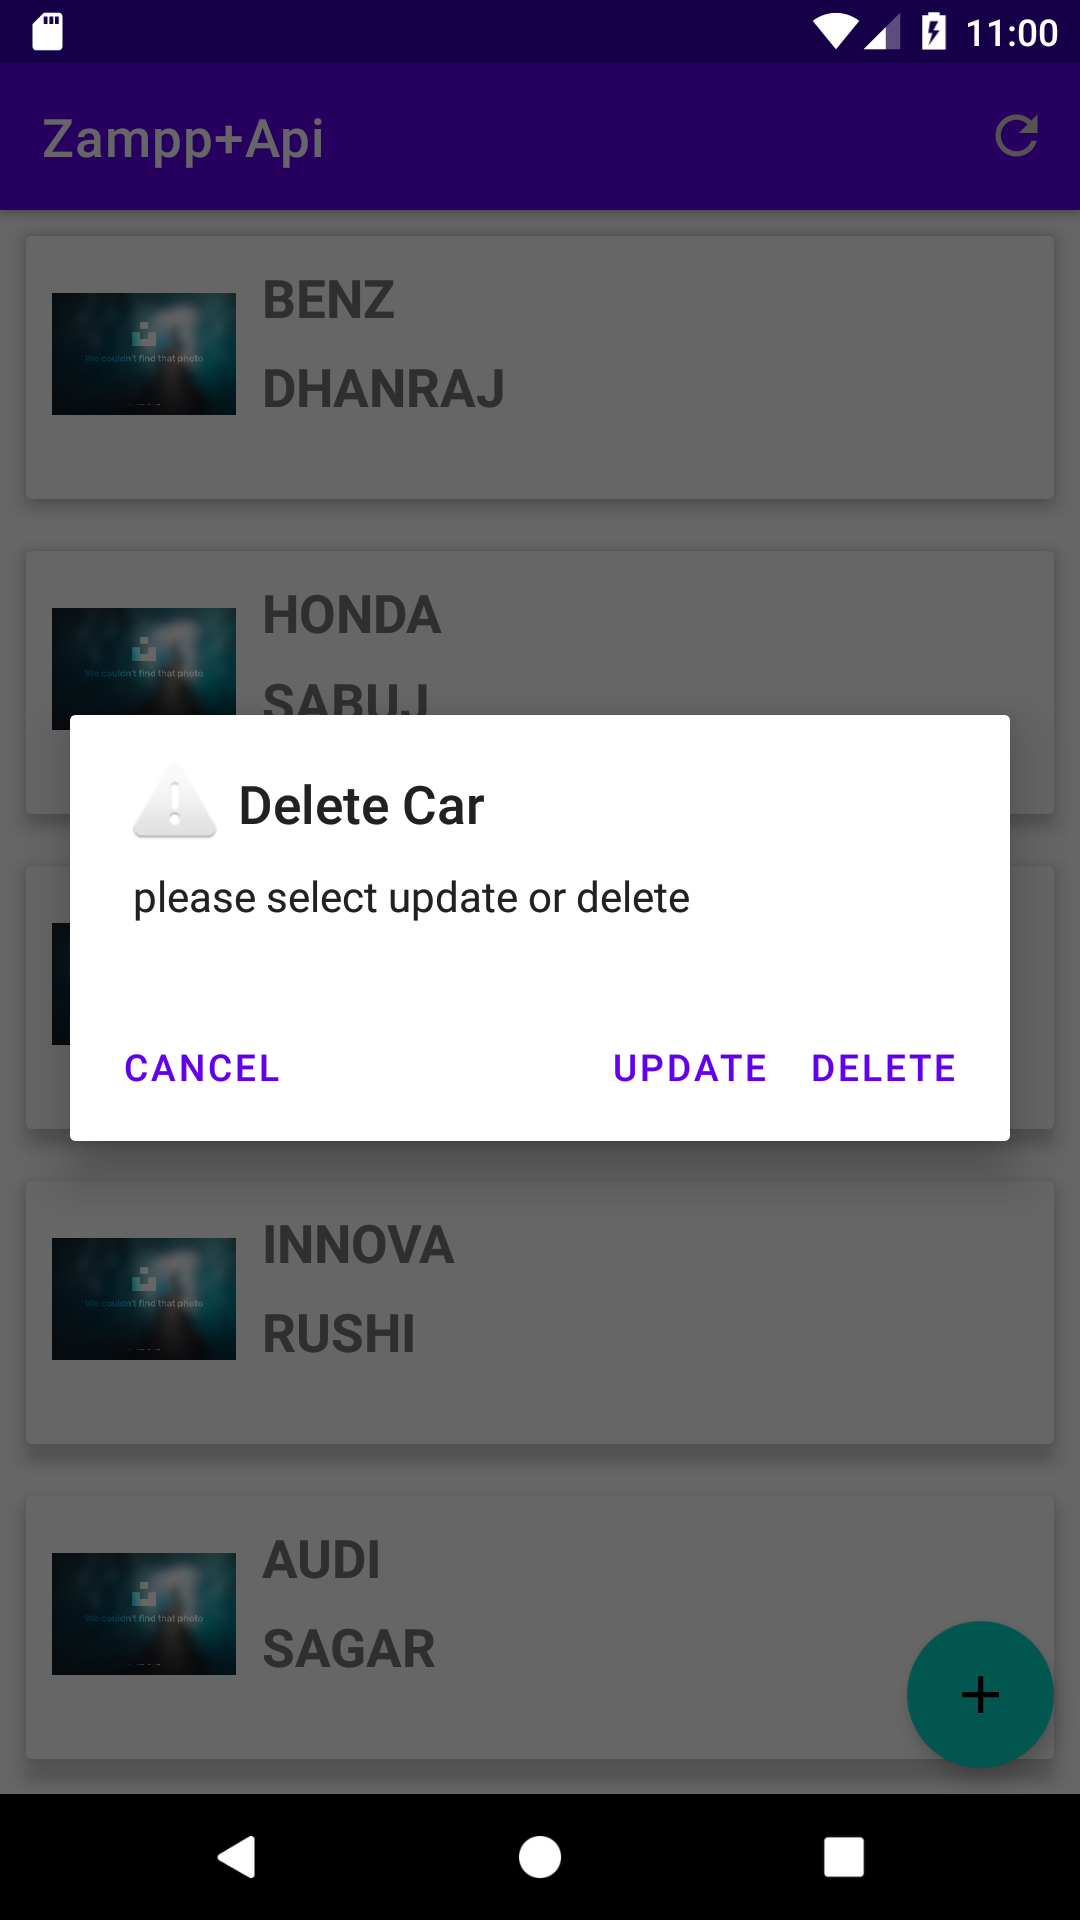 11:00
Zampp+Api
BENZ
We couldn't find that photo
DHANRAJ
HONDA
We couldn't find that photo
SABUJ
Delete Car
please select update or delete
CANCEL
UPDATE
DELETE
INNOVA
We couldn't find that photo
RUSHI
AUDI
We couldn't find that photo
SAGAR